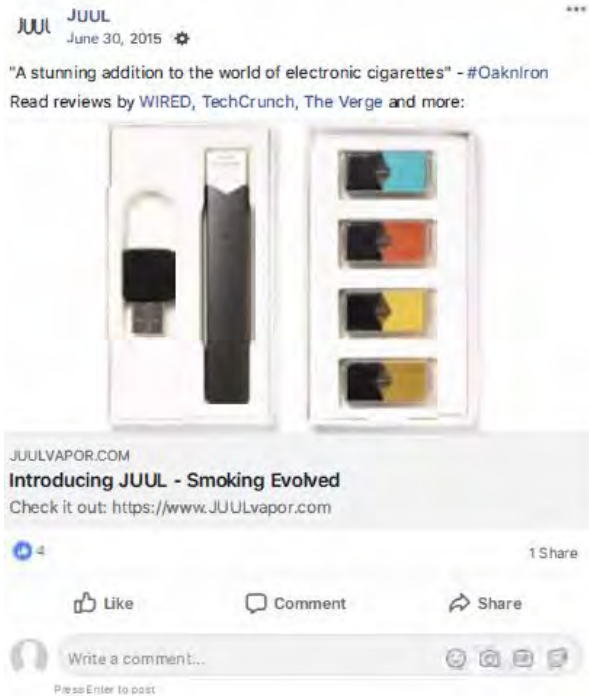 JUUL
JUUL
June 30, 2015
"A stunning addition to the world of electronic cigarettes" - #OaknIron
Read reviews by WIRED, TechCrunch, The Verge and more:
JUULVAPOR.COM
Introducing JUUL - Smoking Evolved
Check it out: https://www.JUULvapor.com
4
1 Share
Like
Comment
Share
Write a comment...
Press Enter to post